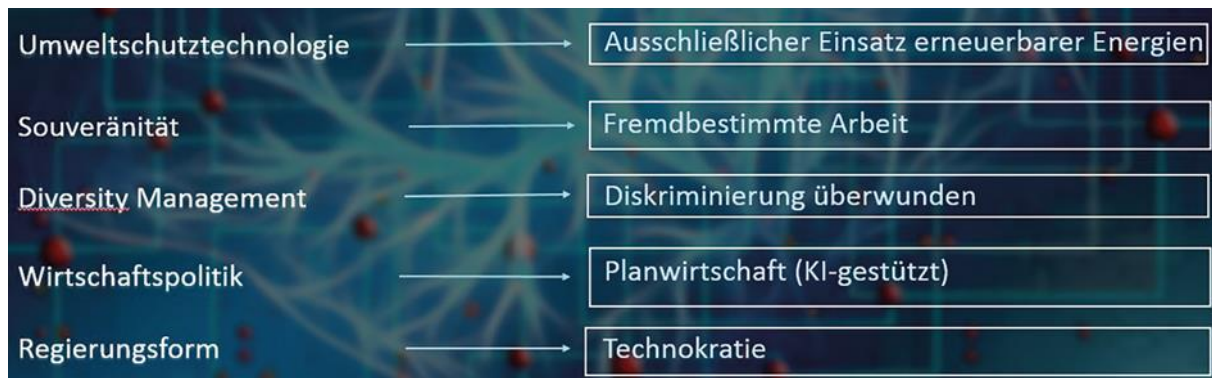 Umweltschutztechnologie Ausschließlicher Einsatz erneuerbarer Energien
Souveränität Fremdbestimmte Arbeit
Diversity Management Diskriminierung überwunden
Wirtschaftspolitik Planwirtschaft (KI-gestützt)
Regierungsform Technokratie